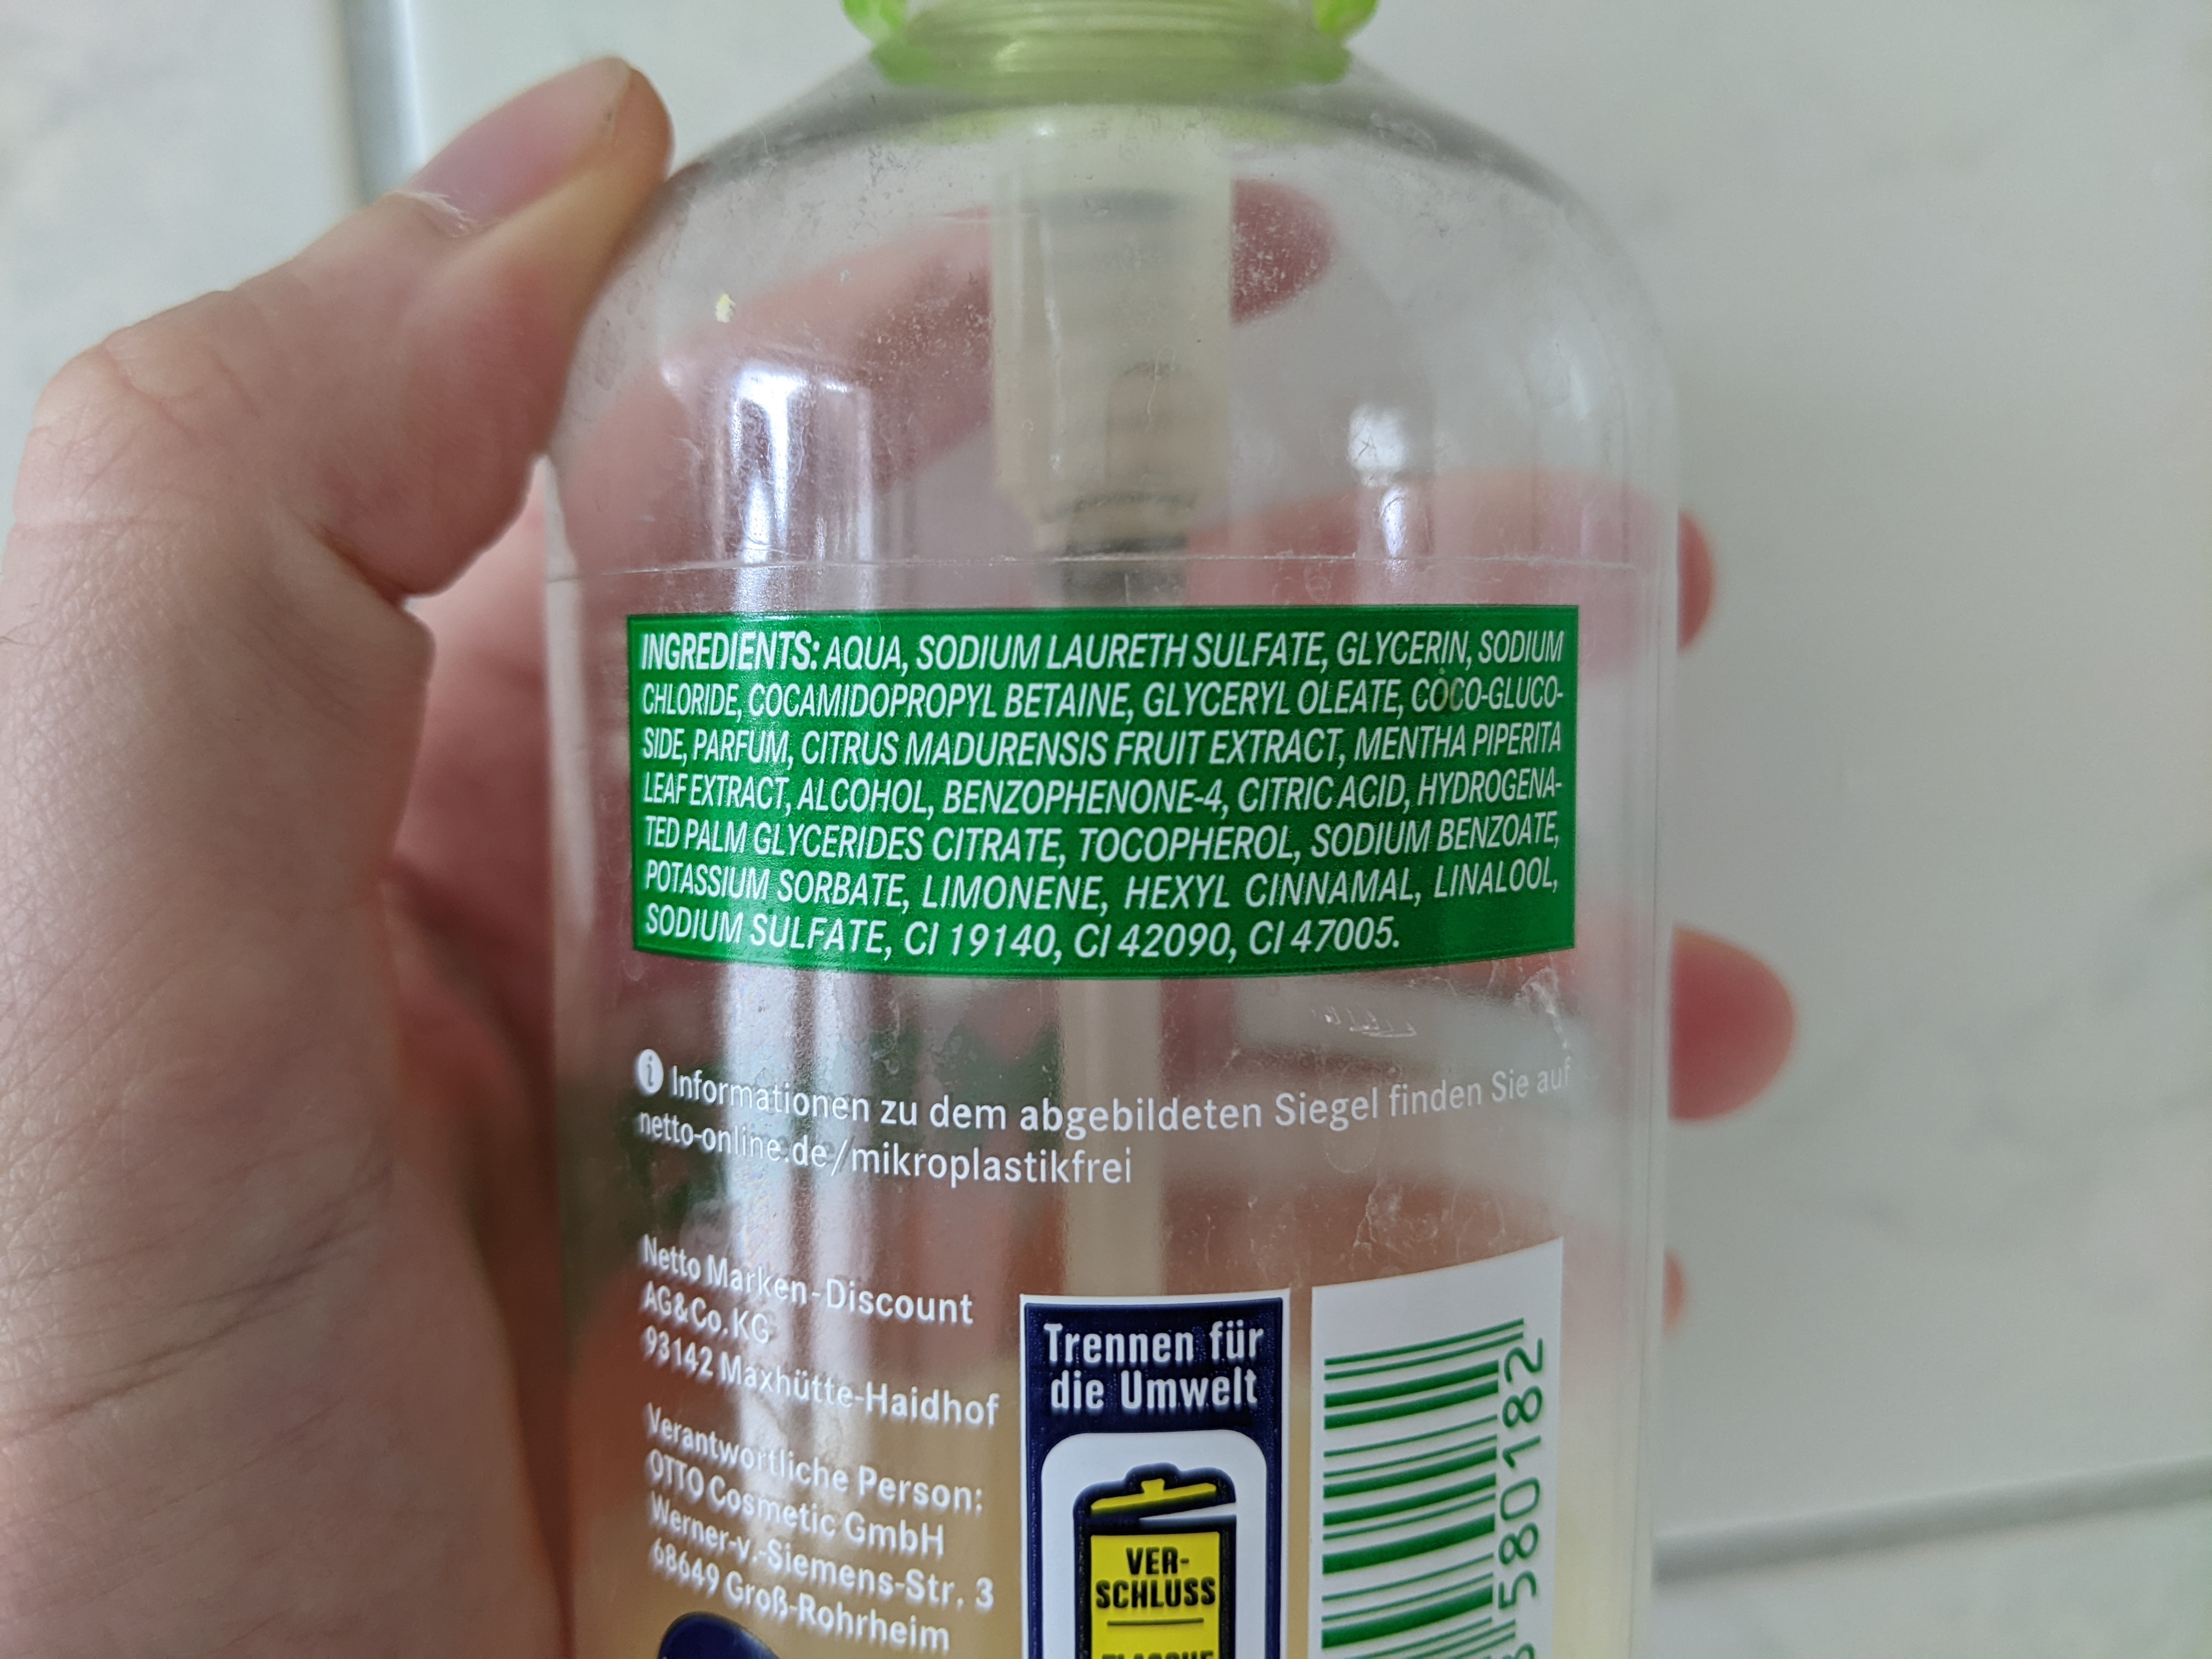 INGREDIENTS: AQUA, SODIUM LAURETH SULFATE, GLYCERIN, SODIUM
CHLORIDE, COCAMIDOPROPYL BETAINE, GLYCERYL OLEATE, COCO-GLUCO-
SIDE, PARFUM, CITRUS MADURENSIS FRUIT EXTRACT, MENTHA PIPERITA
LEAF EXTRACT, ALCOHOL, BENZOPHENONE-4, CITRIC ACID, HYDROGENA-
TED PALM GLYCERIDES CITRATE, TOCOPHEROL, SODIUM BENZOATE,
POTASSIUM SORBATE, LIMONENE, HEXYL CINNAMAL, LINALOOL,
SODIUM SULFATE, CI 19140, CI 42090, CI 47005.
i Informationen zu dem abgebildeten Siegel finden Sie auf
netto-online.de/mikroplastikfrei
Netto Marken-Discount
AG&Co.KG
93142 Maxhütte-Haidhof
Verantwortliche Person:
OTTO Cosmetic GmbH
Werner-v.-Siemens-Str. 3
68649 Groß-Rohrheim
Trennen für
die Umwelt
VER-
SCHLUSS
580182